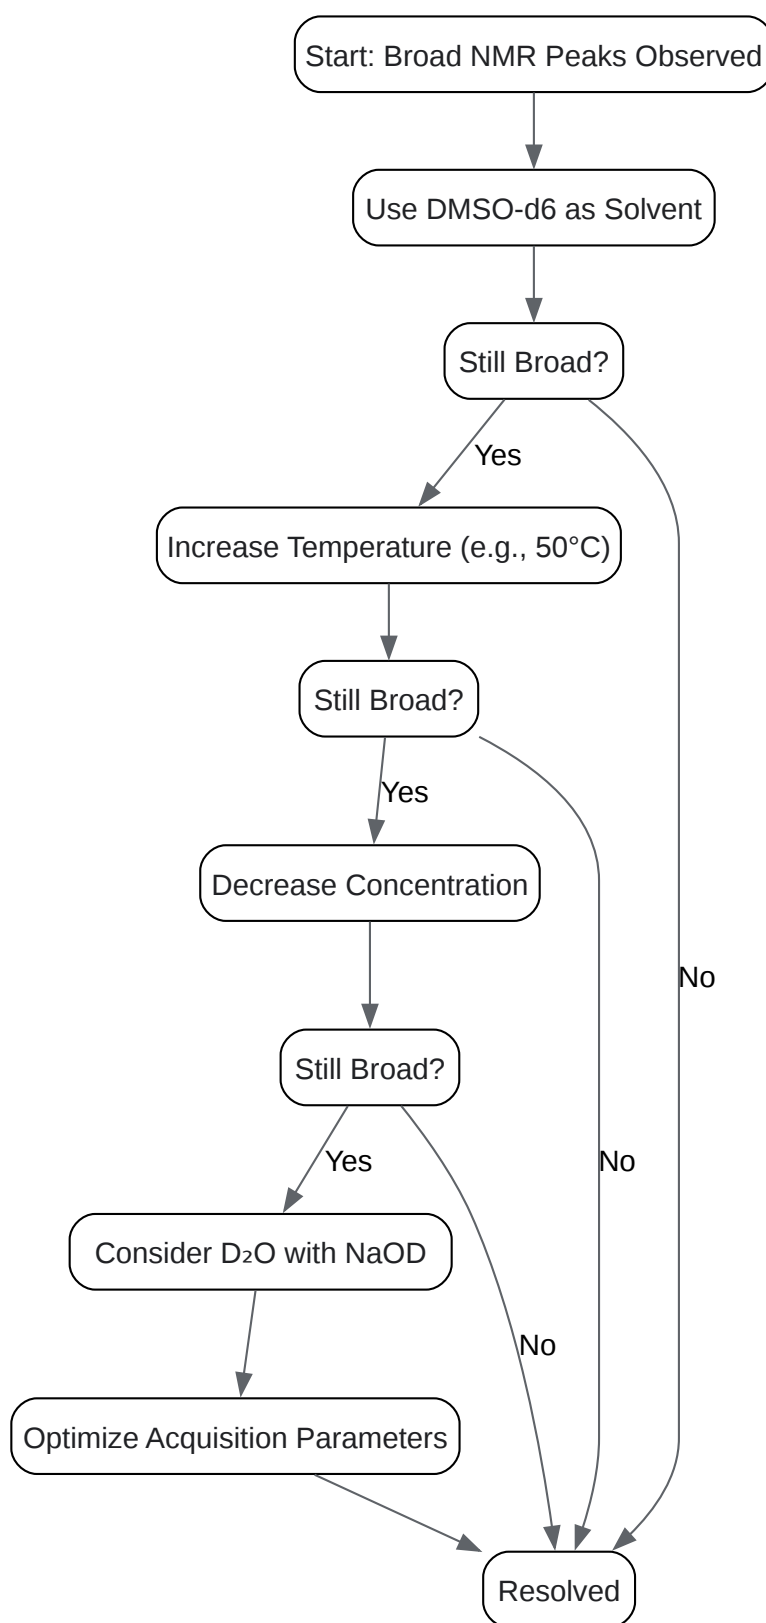 Start: Broad NMR Peaks Observed
Use DMSO-d6 as Solvent
Still Broad?
Yes
Increase Temperature (e.g., 50°C)
Still Broad?
Yes
Decrease Concentration
No
Still Broad?
Yes
No
Consider D₂O with NaOD
No
Optimize Acquisition Parameters
Resolved